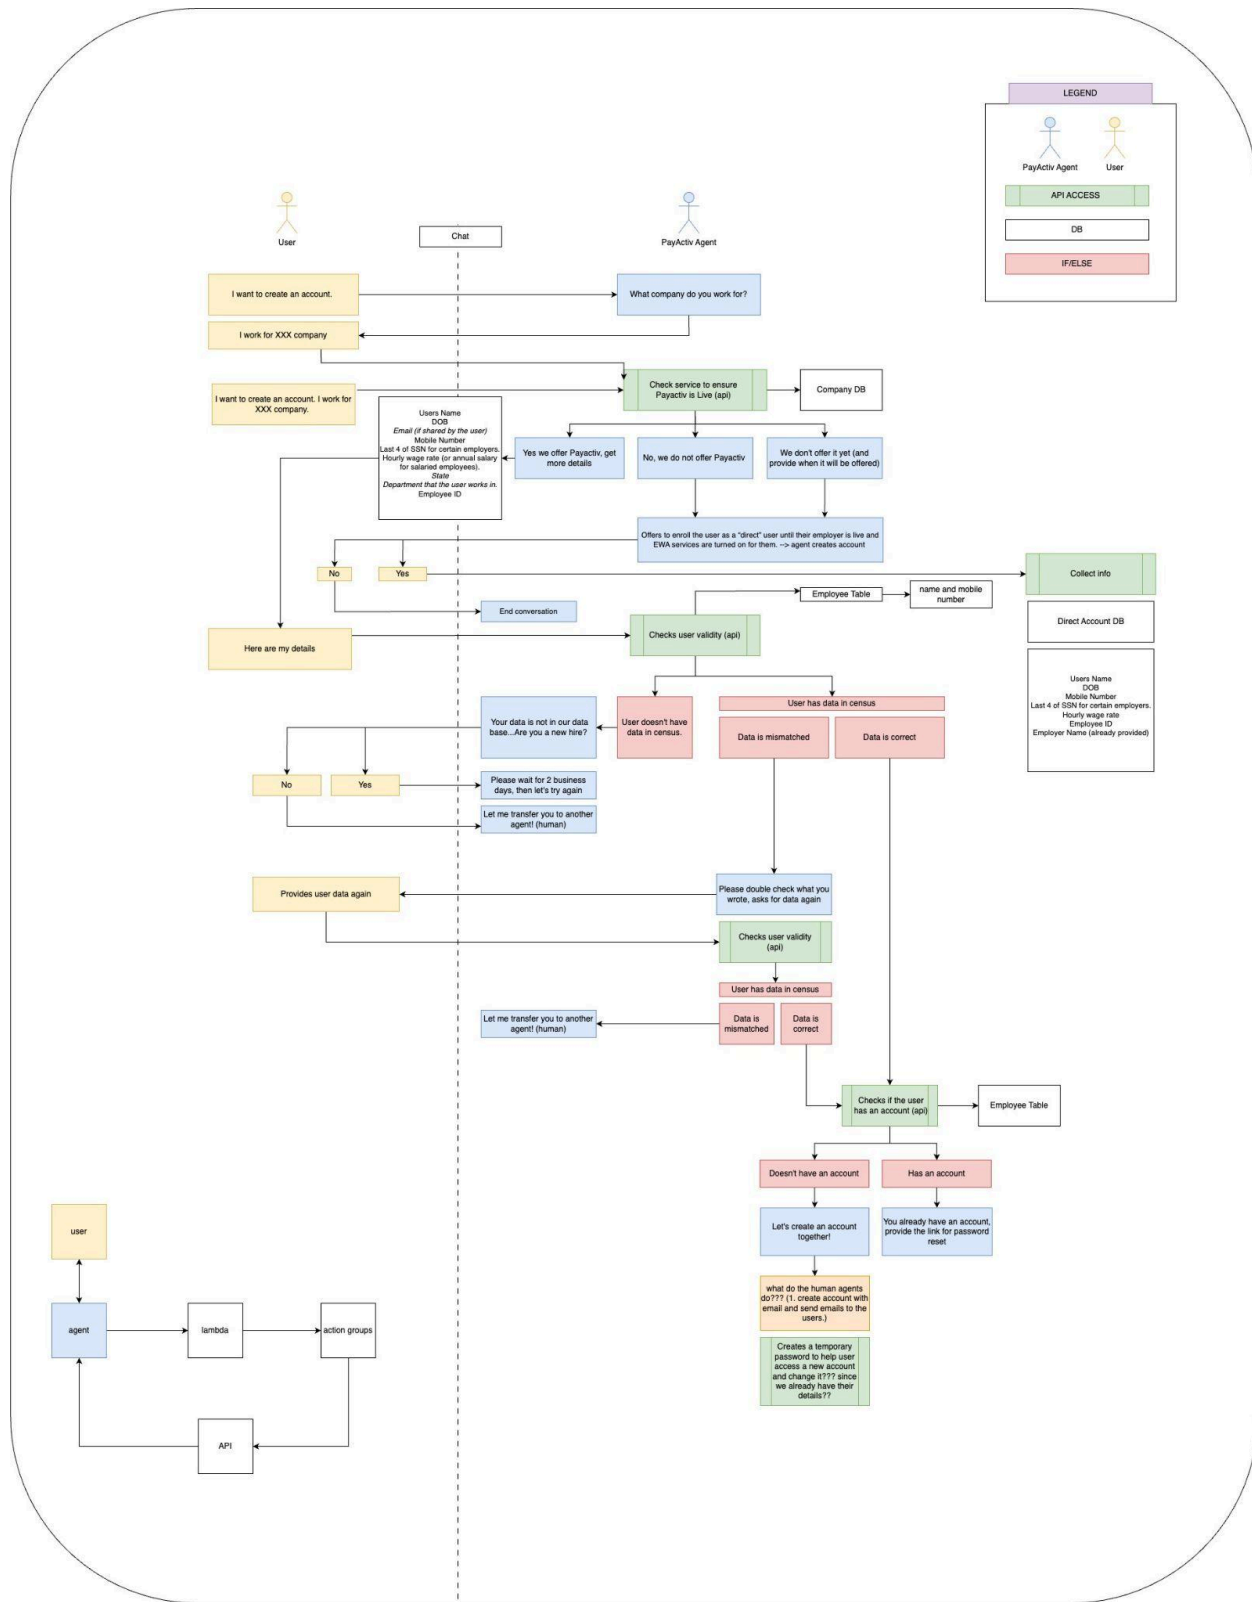 LEGEND
PayActiv Agent
User
API ACCESS
DB
IF/ELSE
User
Chat
PayActiv Agent
I want to create an account.
What company do you work for?
I work for XXX company
I want to create an account. I work for
XXX company.
Check service to ensure
Payactiv is Live (api)
Company DB
Users Name
DOB
Email (if shared by the user)
Mobile Number
Last 4 of SSN for certain employers.
Hourly wage rate (or annual salary
for salaried employees).
State
Department that the user works in.
Employee ID
Yes we offer Payactiv, get
more details
No, we do not offer Payactiv
We don't offer it yet (and
provide when it will be offered)
Offers to enroll the user as a "direct" user until their employer is live and
EWA services are turned on for them. --> agent creates account
No
Yes
Collect info
End conversation
Employee Table
name and mobile
number
Direct Account DB
Here are my details
Checks user validity (api)
Users Name
DOB
Mobile Number
Last 4 of SSN for certain employers.
Hourly wage rate
Employee ID
Employer Name (already provided)
Your data is not in our data
base...Are you a new hire?
User doesn't have
data in census.
User has data in census
Data is mismatched
Data is correct
No
Yes
Please wait for 2 business
days, then let's try again
Let me transfer you to another
agent! (human)
Provides user data again
Please double check what you
wrote, asks for data again
Checks user validity
(api)
User has data in census
Let me transfer you to another
agent! (human)
Data is
mismatched
Data is
correct
Checks if the user
has an account (api)
Employee Table
Doesn't have an account
Has an account
Let's create an account
together!
You already have an account,
provide the link for password
reset
what do the human agents
do??? (1. create account with
email and send emails to the
users.)
Creates a temporary
password to help user
access a new account
and change it??? since
we already have their
details??
user
agent
lambda
action groups
API